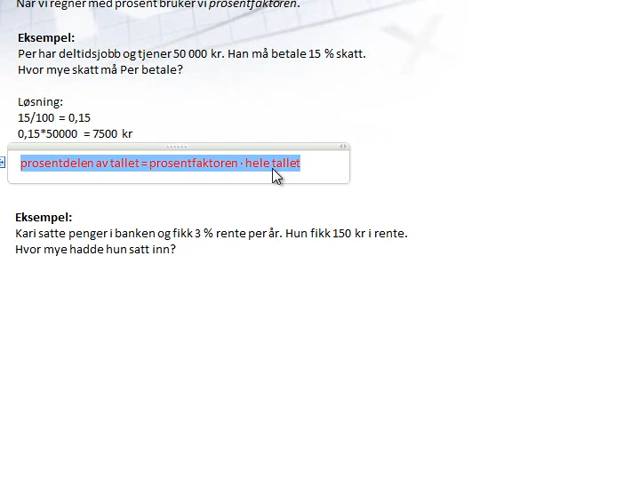 Når vi regner med prosent bruker vi prosentfaktoren.
Eksempel:
Per har deltidsjobb og tjener 50 000 kr. Han må betale 15 % skatt.
Hvor mye skatt må Per betale?
Løsning:
15/100 = 0,15
0,15*50000 = 7500 kr
prosentdelen av tallet = prosentfaktoren · hele tallet
Eksempel:
Kari satte penger i banken og fikk 3 % rente per år. Hun fikk 150 kr i rente.
Hvor mye hadde hun satt inn?